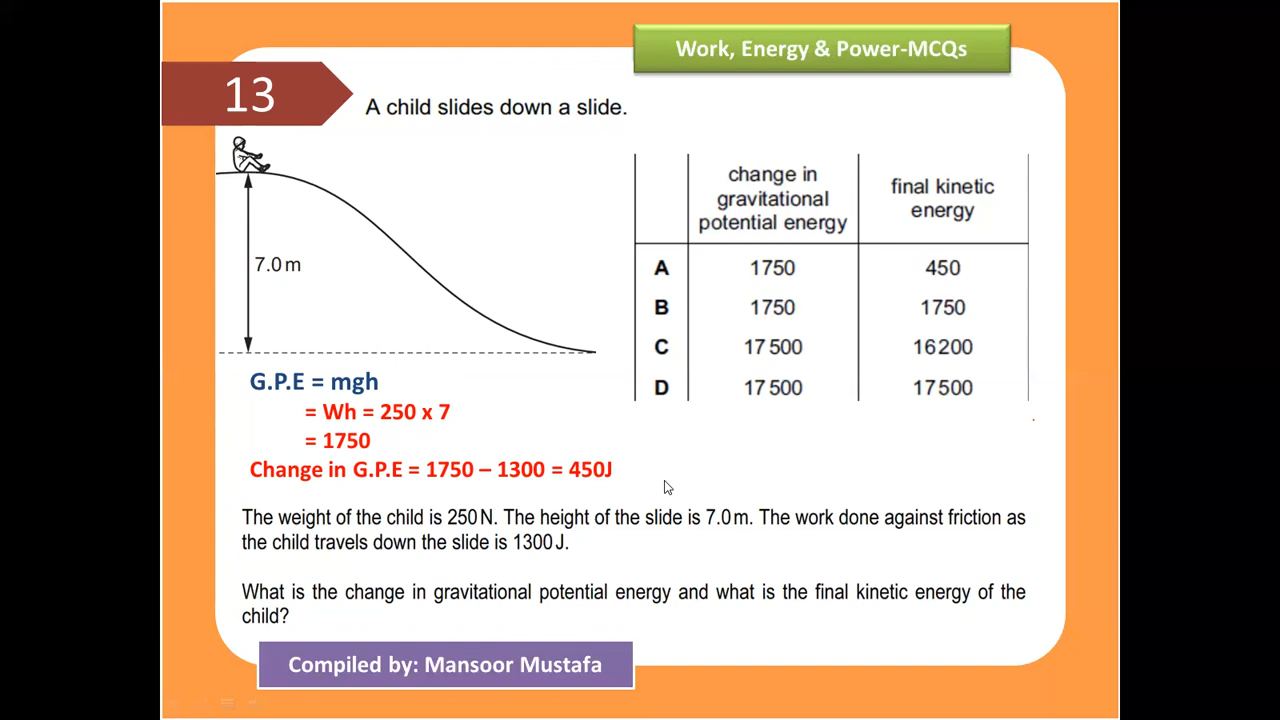 Work, Energy & Power-MCQs
13
A child slides down a slide.
7.0 m
change in gravitational potential energy | final kinetic energy
A 1750 450
B 1750 1750
C 17 500 16 200
D 17 500 17 500
G.P.E = mgh
= Wh = 250 x 7
= 1750
Change in G.P.E = 1750 – 1300 = 450J
The weight of the child is 250 N. The height of the slide is 7.0 m. The work done against friction as
the child travels down the slide is 1300 J.
What is the change in gravitational potential energy and what is the final kinetic energy of the
child?
Compiled by: Mansoor Mustafa